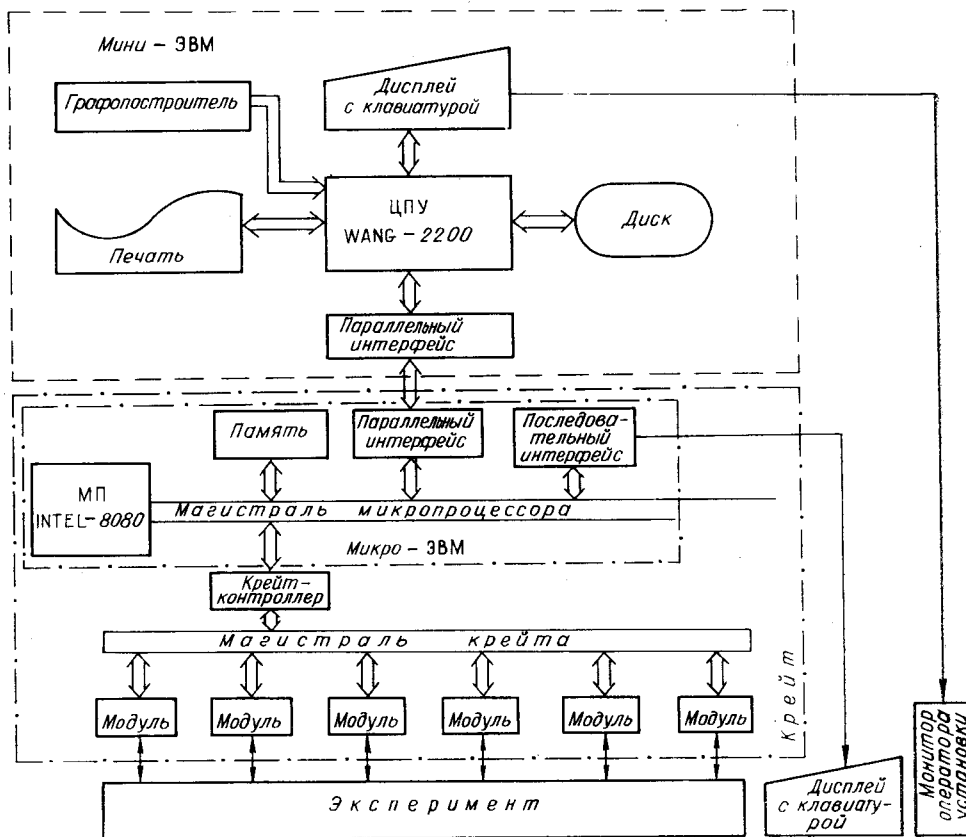 Мини – ЭВМ
Графопостроитель
Дисплей
с клавиатурой
Печать
ЦПУ
WANG – 2200
Диск
Параллельный
интерфейс
Память
Параллельный
интерфейс
Последова-
тельный
интерфейс
МП
INTEL-8080
Магистраль микропроцессора
Микро – ЭВМ
Крейт-
контроллер
Магистраль крейта
Модуль
Модуль
Модуль
Модуль
Модуль
Модуль
Крейт
Эксперимент
Дисплей
с клавиату-
рой
Монитор
оператора
установки